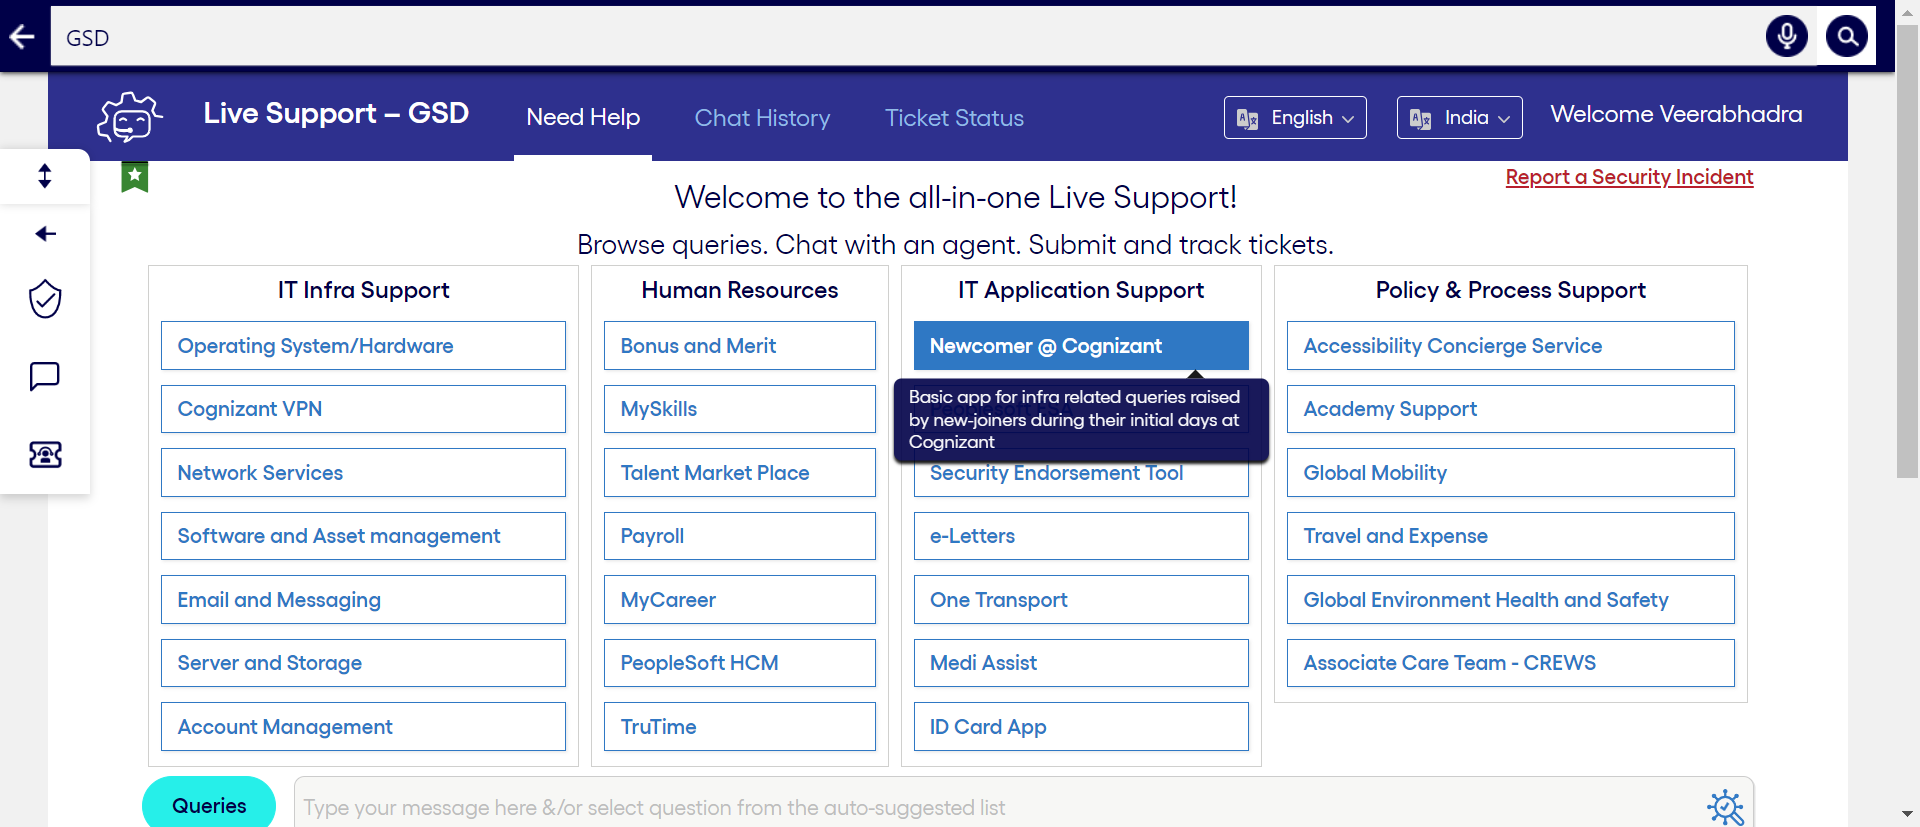 GSD
Live Support – GSD
Need Help
Chat History
Ticket Status
English
India
Welcome Veerabhadra
Report a Security Incident
Welcome to the all-in-one Live Support!
Browse queries. Chat with an agent. Submit and track tickets.
IT Infra Support
Operating System/Hardware
Cognizant VPN
Network Services
Software and Asset management
Email and Messaging
Server and Storage
Account Management
Human Resources
Bonus and Merit
MySkills
Talent Market Place
Payroll
MyCareer
PeopleSoft HCM
TruTime
IT Application Support
Newcomer @ Cognizant
Basic app for infra related queries raised
by new-joiners during their initial days at
Cognizant
Security Endorsement Tool
e-Letters
One Transport
Medi Assist
ID Card App
Policy & Process Support
Accessibility Concierge Service
Academy Support
Global Mobility
Travel and Expense
Global Environment Health and Safety
Associate Care Team - CREWS
Queries
Type your message here &/or select question from the auto-suggested list